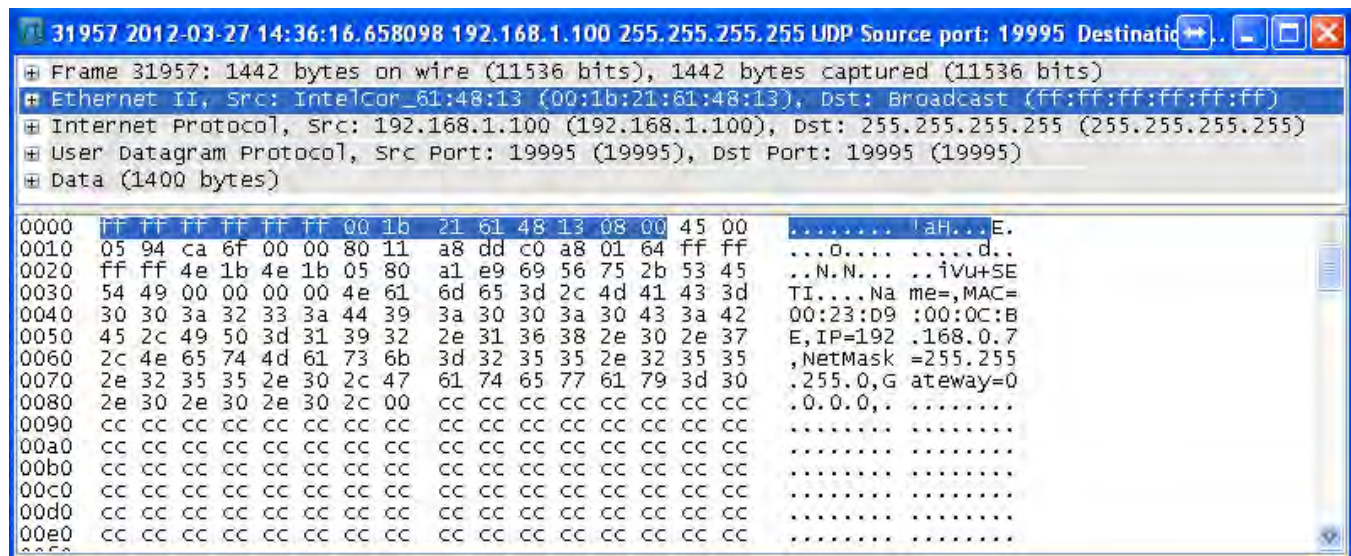 31957 2012-03-27 14:36:16.658098 192.168.1.100 255.255.255.255 UDP Source port: 19995 Destinatic ..
Frame 31957: 1442 bytes on wire (11536 bits), 1442 bytes captured (11536 bits)
Ethernet II, Src: IntelCor_61:48:13 (00:1b:21:61:48:13), Dst: Broadcast (ff:ff:ff:ff:ff:ff)
Internet Protocol, Src: 192.168.1.100 (192.168.1.100), Dst: 255.255.255.255 (255.255.255.255)
User Datagram Protocol, Src Port: 19995 (19995), Dst Port: 19995 (19995)
Data (1400 bytes)
0000 ff ff ff ff ff ff 00 1b 21 61 48 13 08 00 45 00 ........ !aH...E.
0010 05 94 ca 6f 00 00 80 11 a8 dd c0 a8 01 64 ff ff ...o.... .....d..
0020 ff ff 4e 1b 4e 1b 05 80 a1 e9 69 56 75 2b 53 45 ..N.N... ..iVu+SE
0030 54 49 00 00 00 00 4e 61 6d 65 3d 2c 4d 41 43 3d TI....Na me=,MAC=
0040 30 30 3a 32 33 3a 44 39 3a 30 30 3a 30 43 3a 42 00:23:D9 :00:0C:B
0050 45 2c 49 50 3d 31 39 32 2e 31 36 38 2e 30 2e 37 E,IP=192 .168.0.7
0060 2c 4e 65 74 4d 61 73 6b 3d 32 35 35 2e 32 35 35 ,NetMask =255.255
0070 2e 32 35 35 2e 30 2c 47 61 74 65 77 61 79 3d 30 .255.0,G ateway=0
0080 2e 30 2e 30 2e 30 2c 00 cc cc cc cc cc cc cc cc .0.0.0,. ........
0090 cc cc cc cc cc cc cc cc cc cc cc cc cc cc cc cc ........ ........
00a0 cc cc cc cc cc cc cc cc cc cc cc cc cc cc cc cc ........ ........
00b0 cc cc cc cc cc cc cc cc cc cc cc cc cc cc cc cc ........ ........
00c0 cc cc cc cc cc cc cc cc cc cc cc cc cc cc cc cc ........ ........
00d0 cc cc cc cc cc cc cc cc cc cc cc cc cc cc cc cc ........ ........
00e0 cc cc cc cc cc cc cc cc cc cc cc cc cc cc cc cc ........ ........